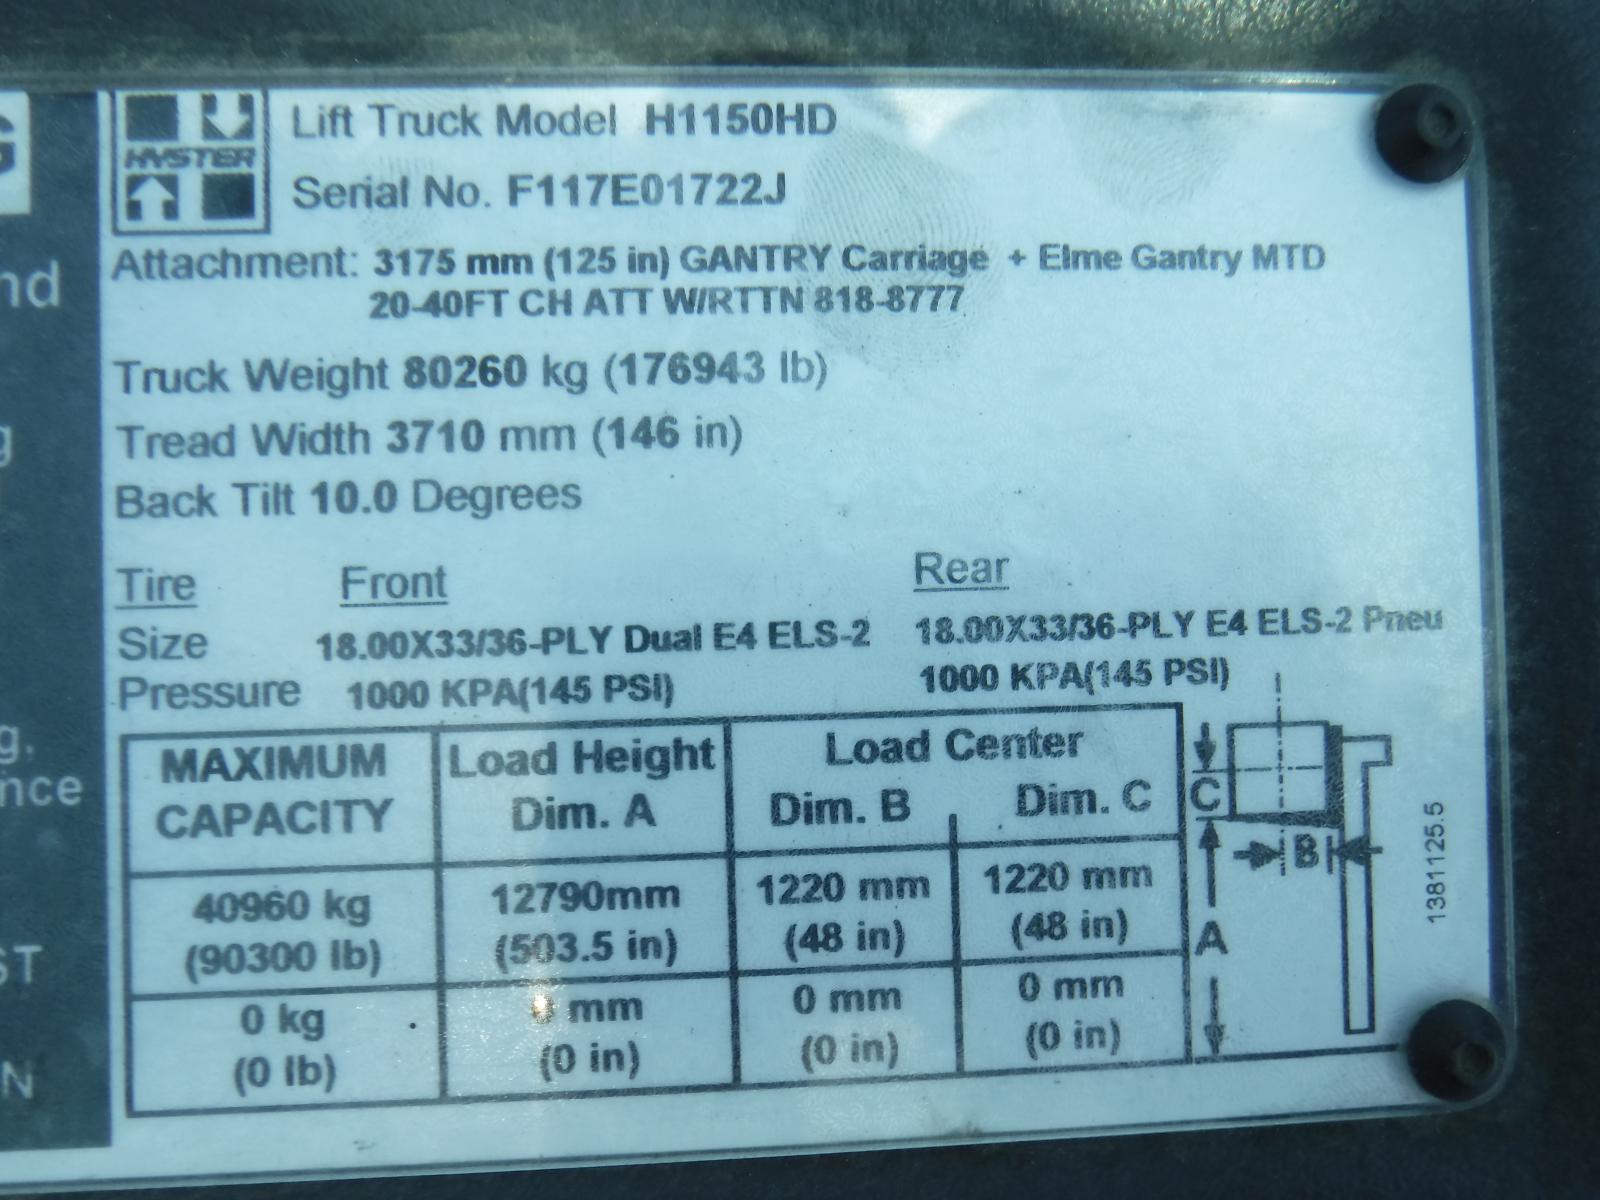 HYSTER
Lift Truck Model H1150HD
Serial No. F117E01722J
Attachment: 3175 mm (125 in) GANTRY Carriage + Elme Gantry MTD
20-40FT CH ATT W/RTTN 818-8777
Truck Weight 80260 kg (176943 lb)
Tread Width 3710 mm (146 in)
Back Tilt 10.0 Degrees
Tire Front Rear
Size 18.00X33/36-PLY Dual E4 ELS-2 18.00X33/36-PLY E4 ELS-2 Pneu
Pressure 1000 KPA(145 PSI) 1000 KPA(145 PSI)
MAXIMUM Load Height Load Center
CAPACITY Dim. A Dim. B Dim. C
40960 kg 12790mm 1220 mm 1220 mm
(90300 lb) (503.5 in) (48 in) (48 in)
0 kg 0 mm 0 mm 0 mm
(0 lb) (0 in) (0 in) (0 in)
C
B
A
1381125.5
G
nd
g
g.
nce
ST
N